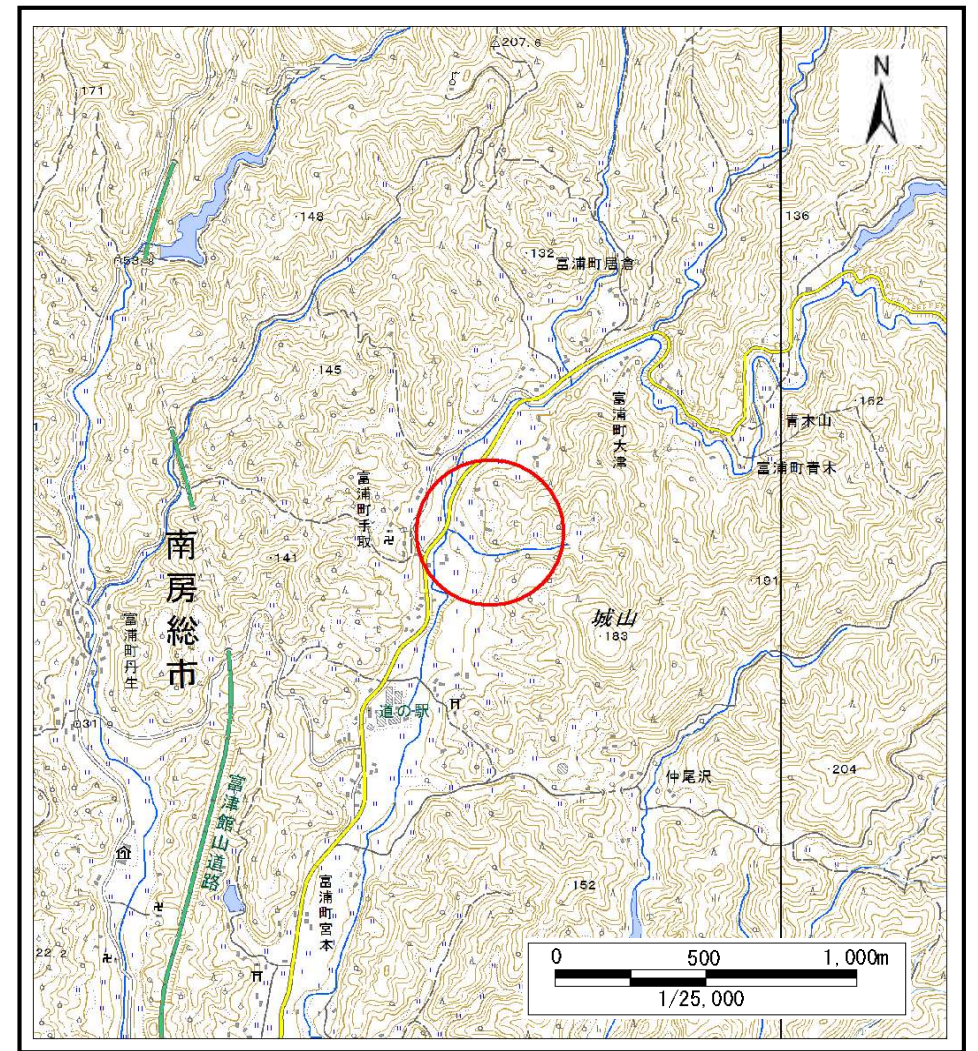 207.6
171
N
148
136
132
富浦町居倉
145
富浦町大津
152
青木山
富浦町青木
富浦町手取
南房総市
141
191
城山
183
富浦町丹生
31
道の駅
仲尾沢
204
富津館山道路
富浦町宮本
152
22.2
0 500 1,000m
1/25,000